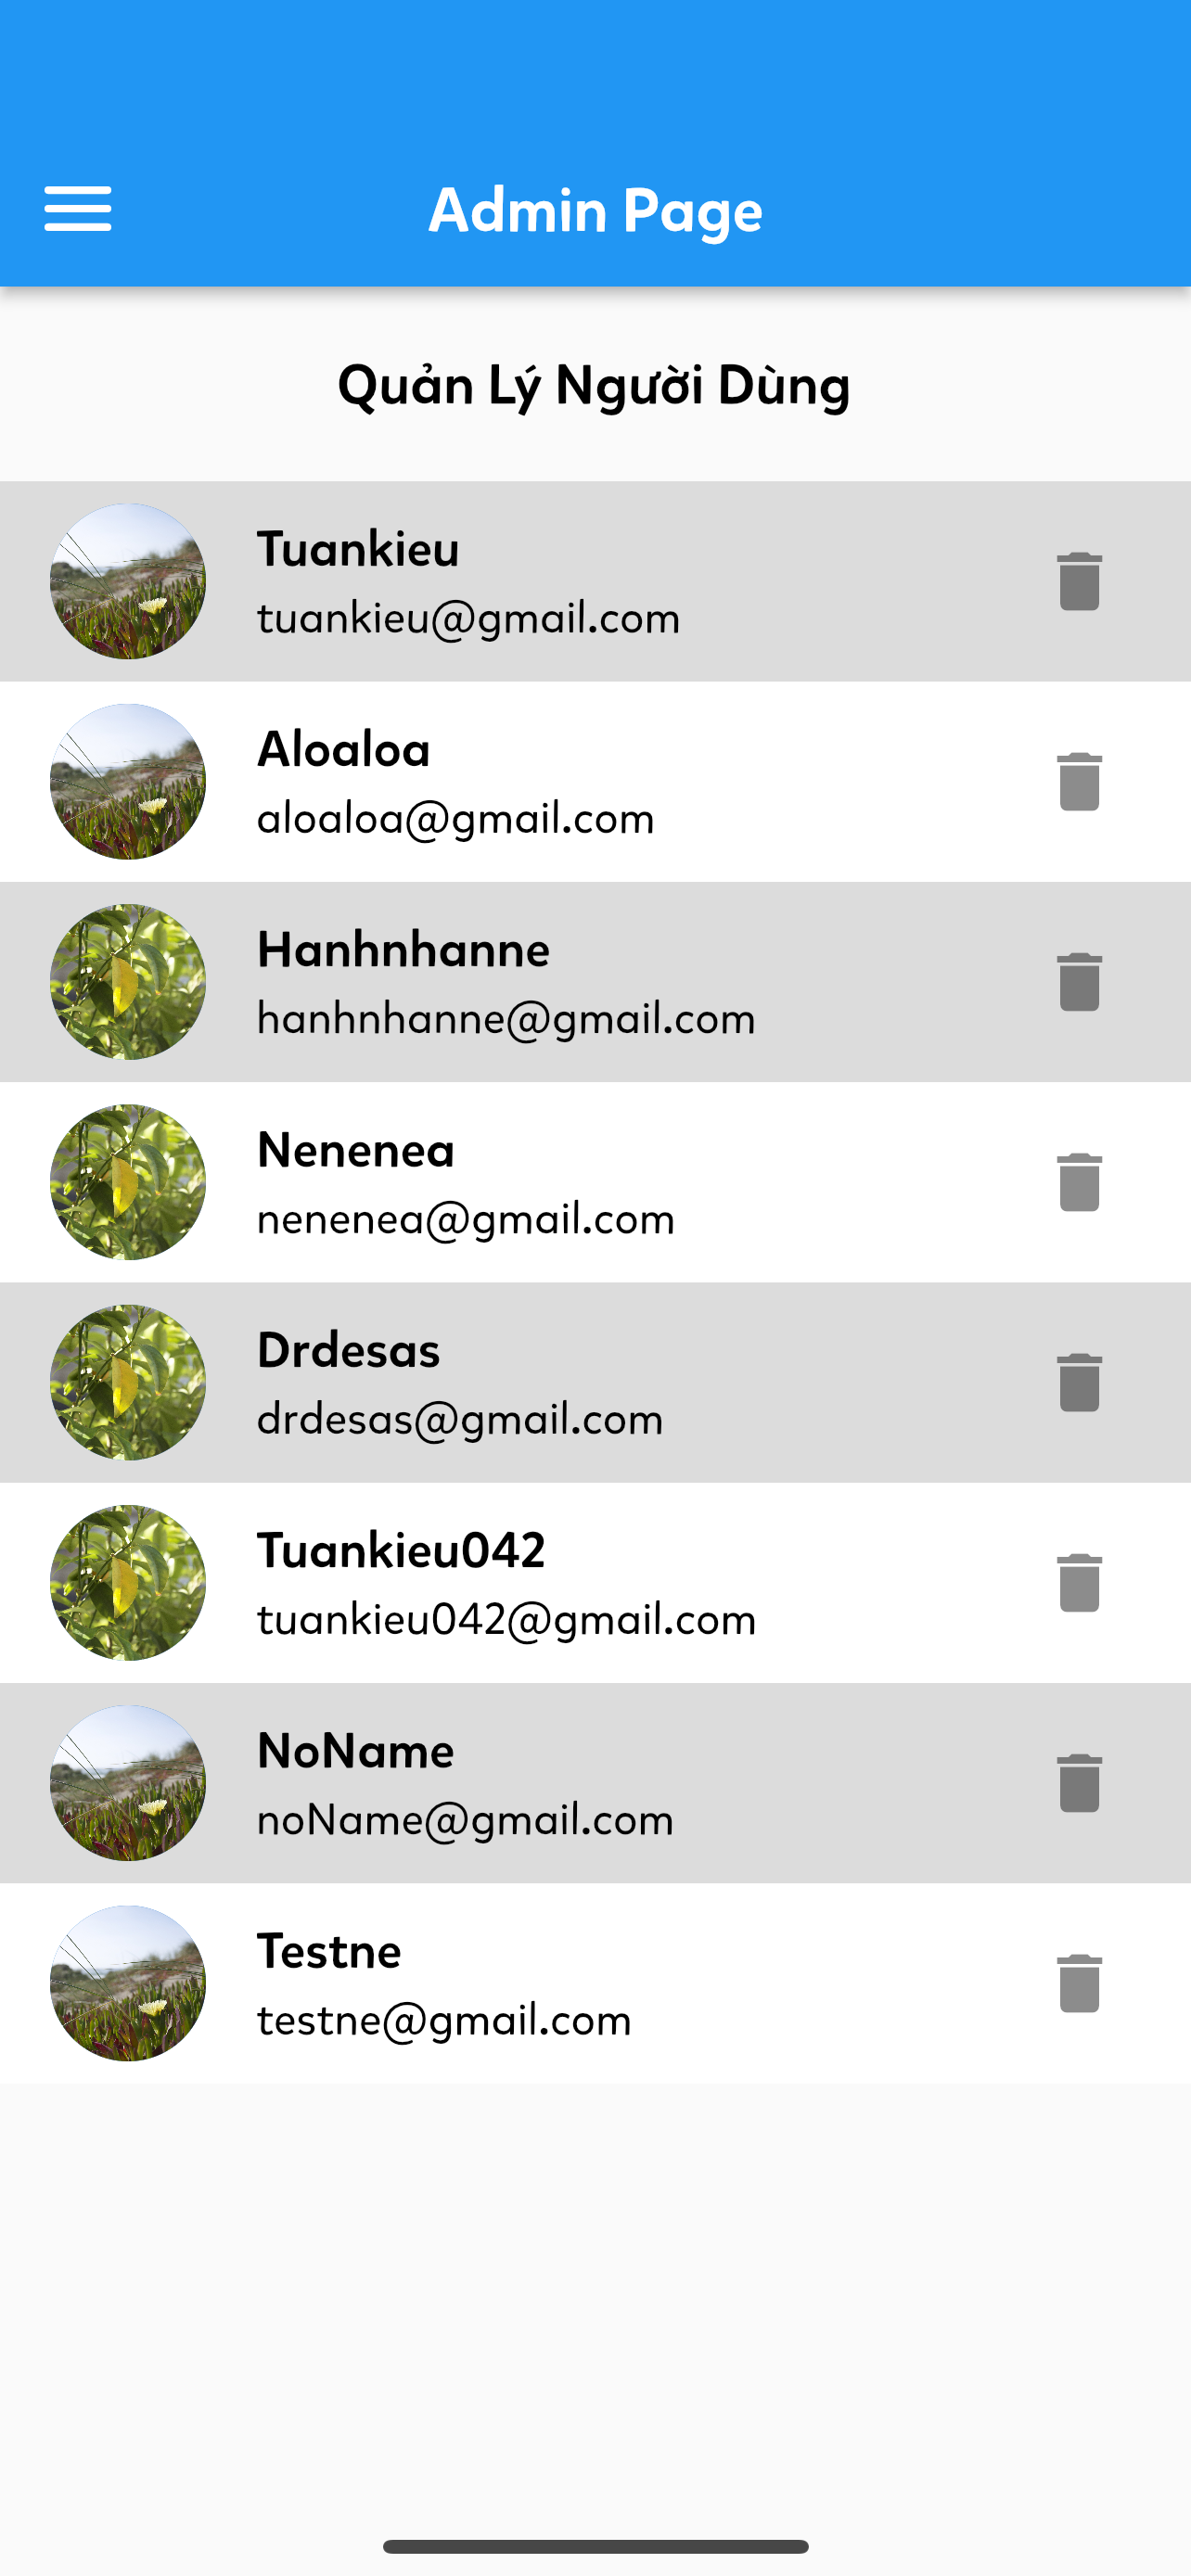 Admin Page
Quản Lý Người Dùng
Tuankieu
tuankieu@gmail.com
Aloaloa
aloaloa@gmail.com
Hanhnhanne
hanhnhanne@gmail.com
Nenenea
nenenea@gmail.com
Drdesas
drdesas@gmail.com
Tuankieu042
tuankieu042@gmail.com
NoName
noName@gmail.com
Testne
testne@gmail.com